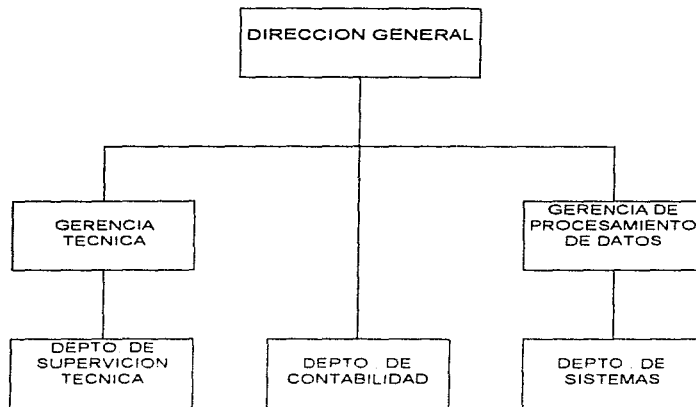 DIRECCION GENERAL
GERENCIA
TECNICA
GERENCIA DE
PROCESAMIENTO
DE DATOS
DEPTO. DE
SUPERVICION
TECNICA
DEPTO. DE
CONTABILIDAD
DEPTO. DE
SISTEMAS